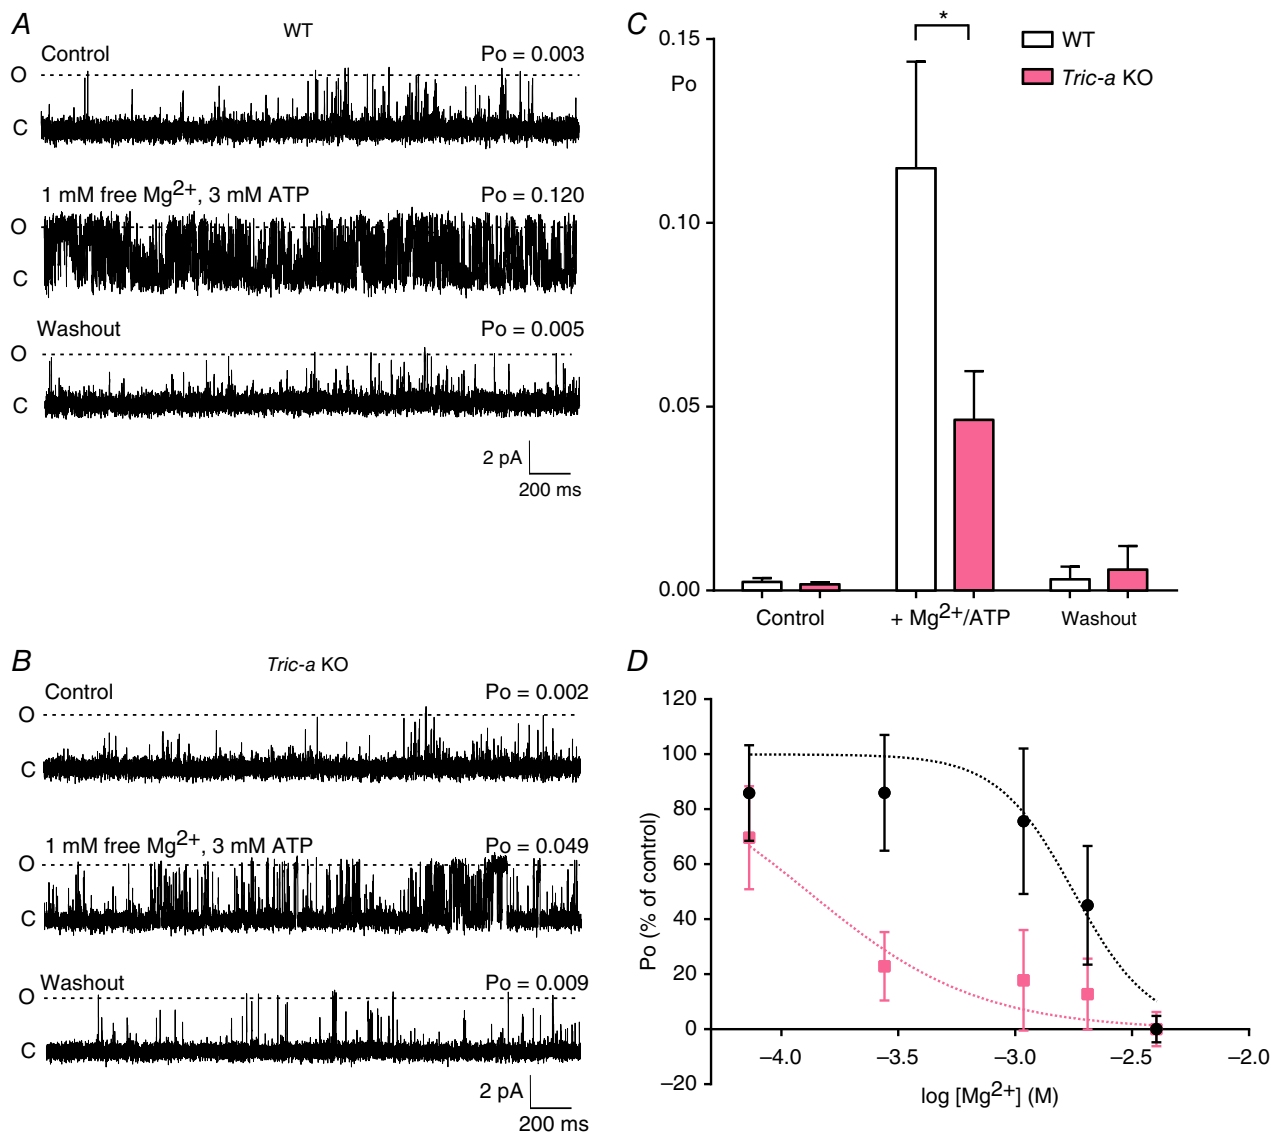 A
WT
Control
Po = 0.003
O
C
1 mM free Mg2+, 3 mM ATP
Po = 0.120
O
C
Washout
Po = 0.005
O
C
2 pA
200 ms
B
Tric-a KO
Control
Po = 0.002
O
C
1 mM free Mg2+, 3 mM ATP
Po = 0.049
O
C
Washout
Po = 0.009
O
C
2 pA
200 ms
C
*
WT
Tric-a KO
Po
0.15
0.10
0.05
0.00
Control
+ Mg2+/ATP
Washout
D
Po (% of control)
120
100
80
60
40
20
0
–20
–4.0
–3.5
–3.0
–2.5
–2.0
log [Mg2+] (M)